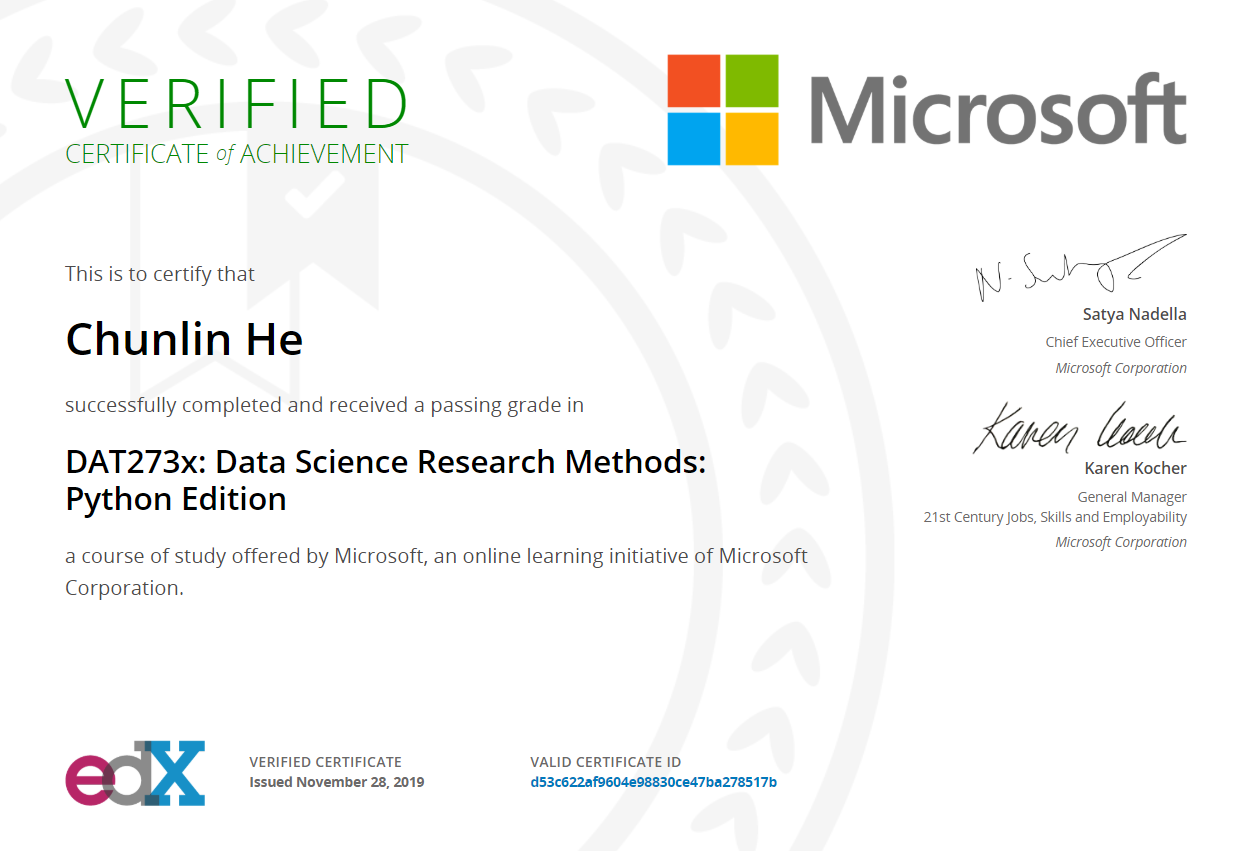 VERIFIED
CERTIFICATE of ACHIEVEMENT
Microsoft
This is to certify that
Chunlin He
successfully completed and received a passing grade in
DAT273x: Data Science Research Methods:
Python Edition
a course of study offered by Microsoft, an online learning initiative of Microsoft
Corporation.
Satya Nadella
Chief Executive Officer
Microsoft Corporation
Karen Kocher
General Manager
21st Century Jobs, Skills and Employability
Microsoft Corporation
edX
VERIFIED CERTIFICATE
Issued November 28, 2019
VALID CERTIFICATE ID
d53c622af9604e98830ce47ba278517b